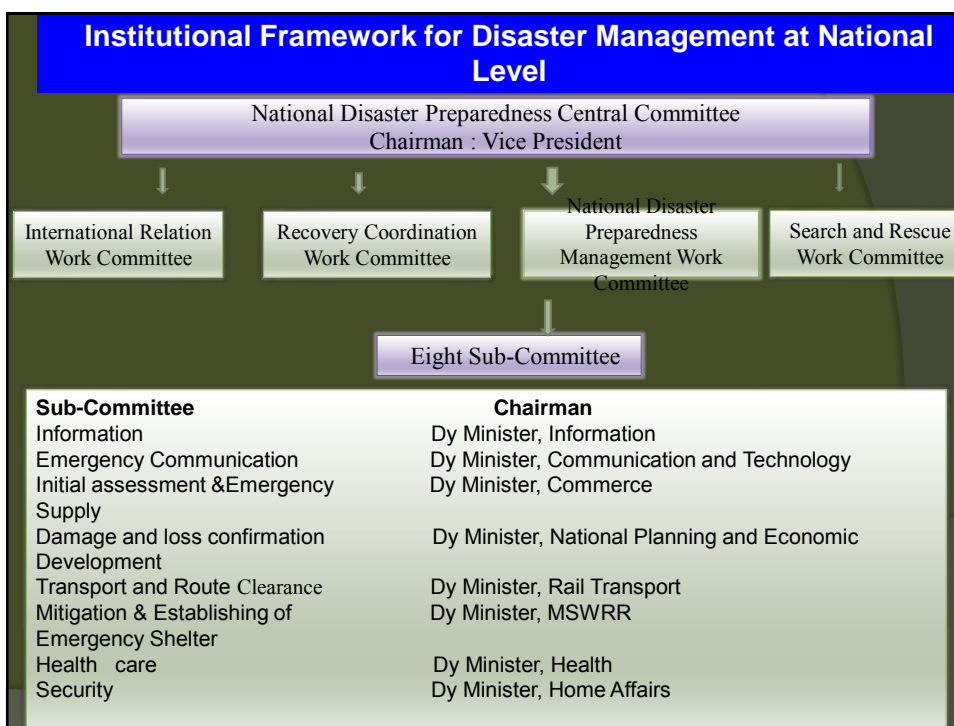 Institutional Framework for Disaster Management at National
Level
National Disaster Preparedness Central Committee
Chairman : Vice President
International Relation
Work Committee
Recovery Coordination
Work Committee
National Disaster
Preparedness
Management Work
Committee
Search and Rescue
Work Committee
Eight Sub-Committee
Sub-Committee Chairman
Information Dy Minister, Information
Emergency Communication Dy Minister, Communication and Technology
Initial assessment &Emergency Dy Minister, Commerce
Supply
Damage and loss confirmation Dy Minister, National Planning and Economic
Development
Transport and Route Clearance Dy Minister, Rail Transport
Mitigation & Establishing of Dy Minister, MSWRR
Emergency Shelter
Health care Dy Minister, Health
Security Dy Minister, Home Affairs